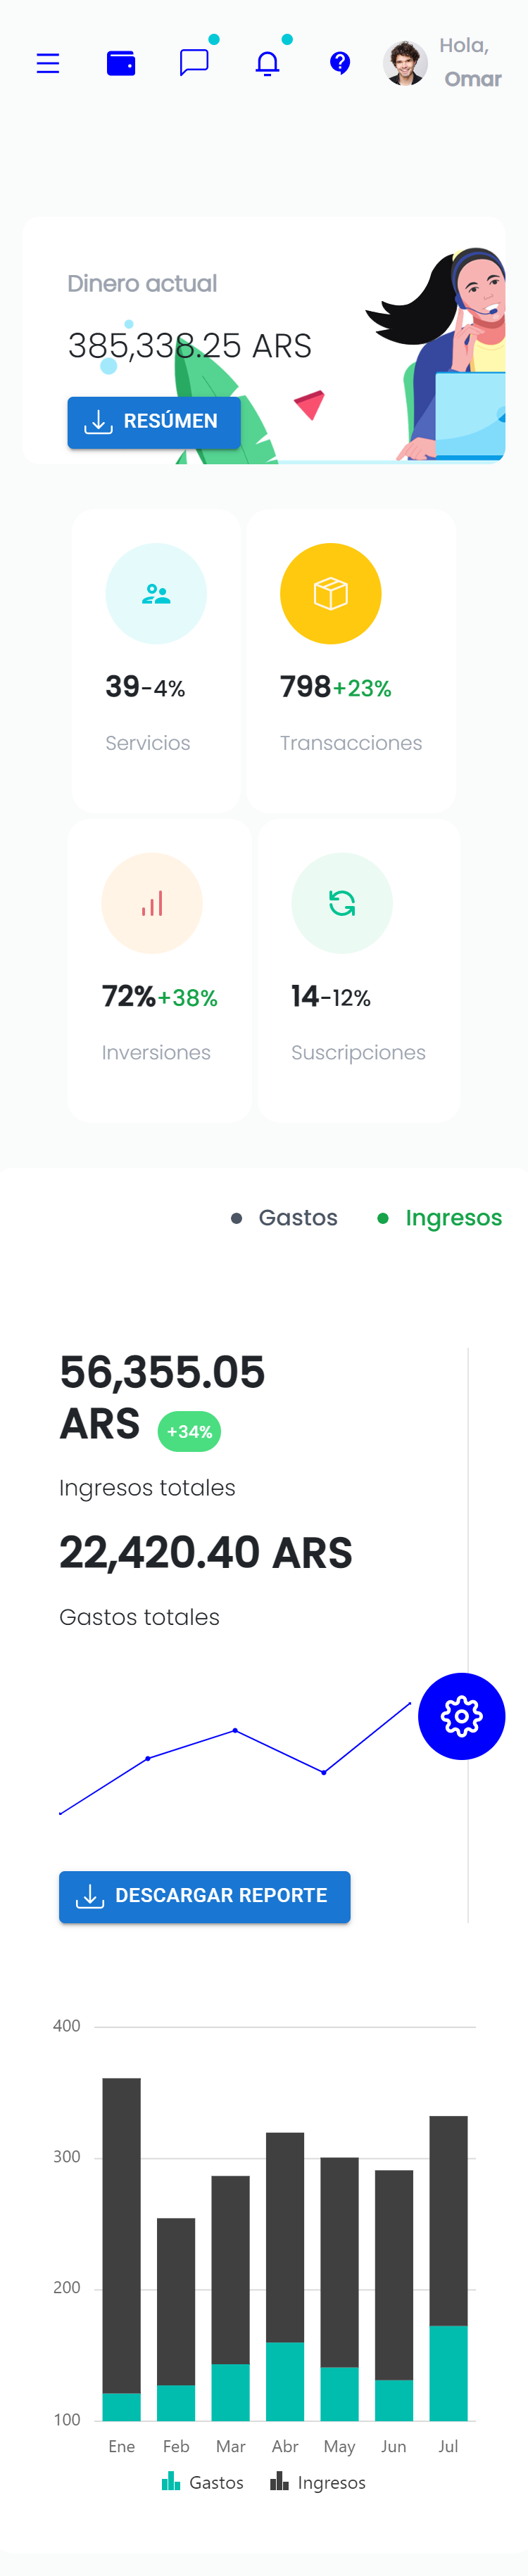 Hola,
Omar
Dinero actual
385,338.25 ARS
RESÚMEN
39-4%
Servicios
798+23%
Transacciones
72%+38%
Inversiones
14-12%
Suscripciones
Gastos
Ingresos
56,355.05
ARS +34%
Ingresos totales
22,420.40 ARS
Gastos totales
DESCARGAR REPORTE
400
300
200
100
Ene Feb Mar Abr May Jun Jul
Gastos Ingresos